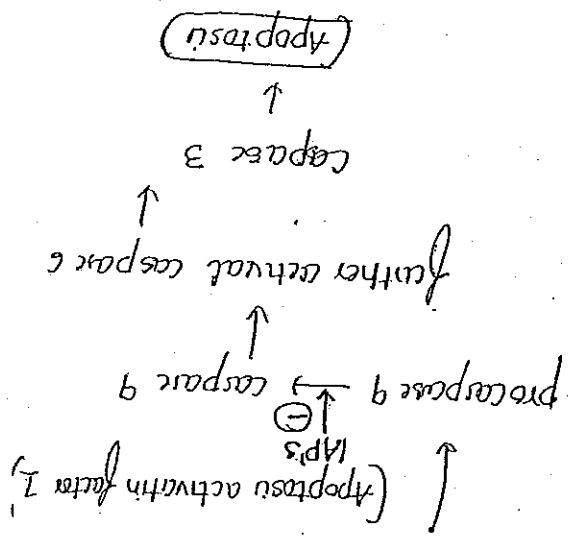 (Apoptosis activatin factor 1)
IAP's
⊖
procaspase 9 → caspase 9
↓
further activat caspase 6
↓
Caspase 3
↓
Apoptosis